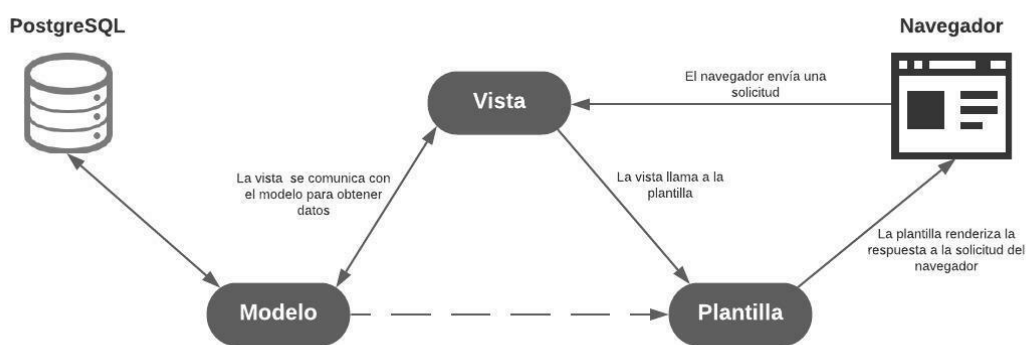 PostgreSQL
Navegador
El navegador envía una
solicitud
Vista
La vista se comunica con
el modelo para obtener
datos
La vista llama a la
plantilla
La plantilla renderiza la
respuesta a la solicitud del
navegador
Modelo
Plantilla